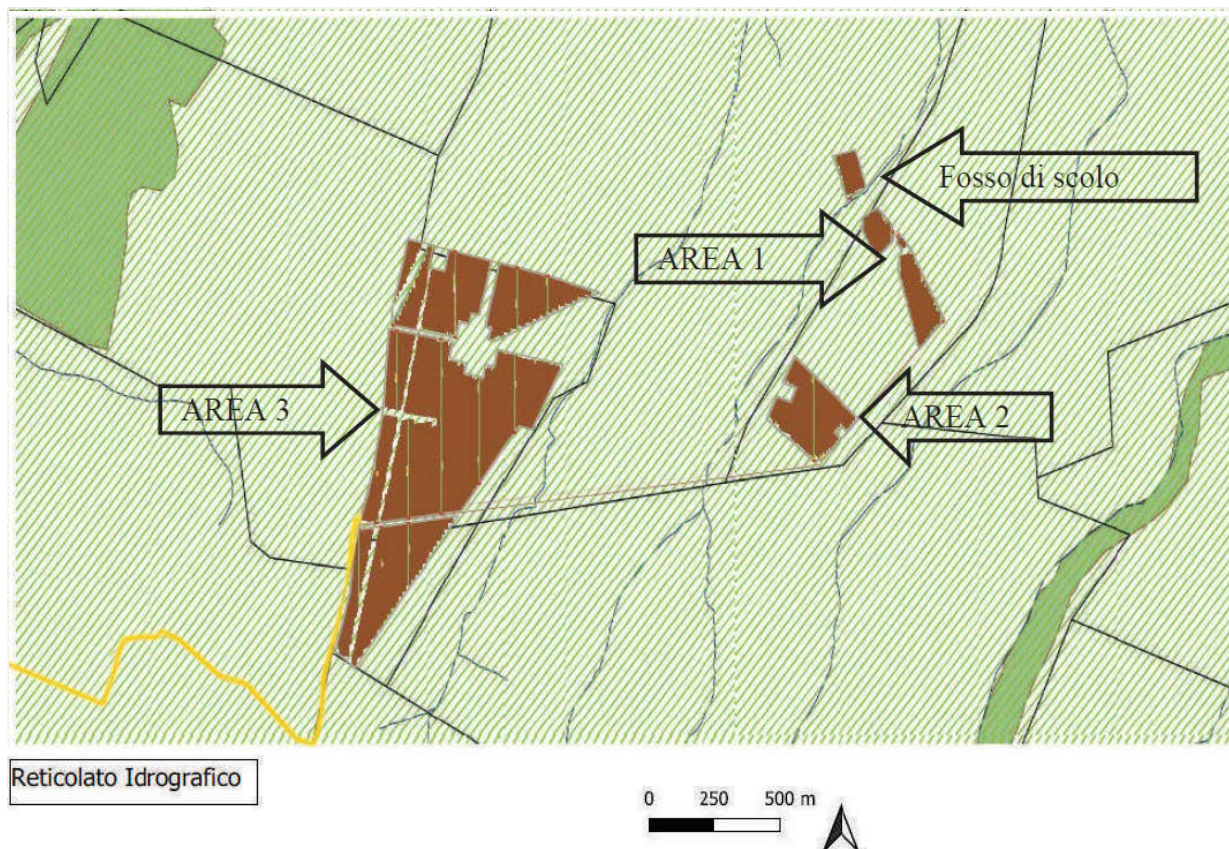 Fosso di scolo
AREA 1
AREA 3
AREA 2
Reticolato Idrografico
0 250 500 m